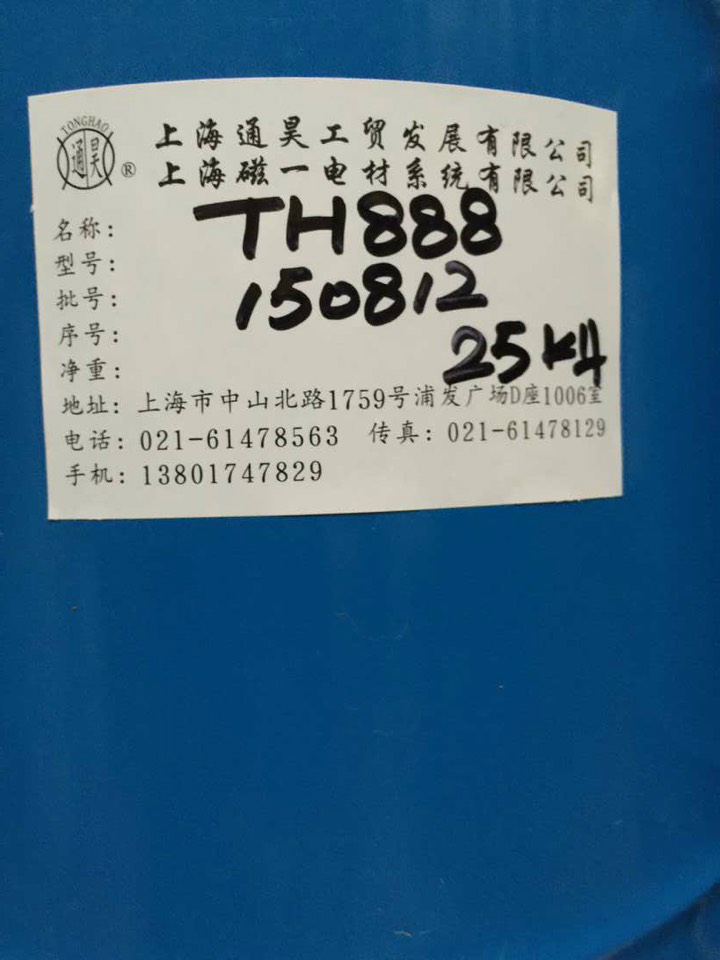 TONGHAO
通昊®
上海通昊工贸发展有限公司
上海磁一电材系统有限公司
名称:
TH888
型号:
批号: 150812
序号:
净重: 25KG
地址: 上海市中山北路1759号浦发广场D座1006室
电话: 021-61478563 传真: 021-61478129
手机: 13801747829